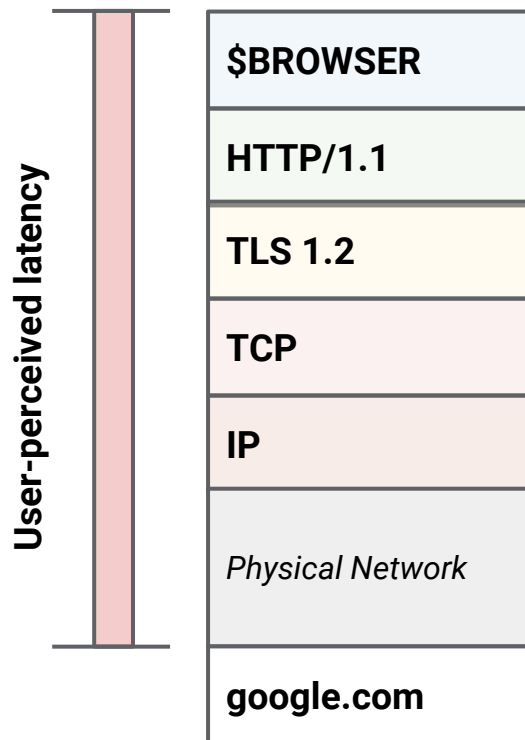 User-perceived latency
$BROWSER
HTTP/1.1
TLS 1.2
TCP
IP
Physical Network
google.com